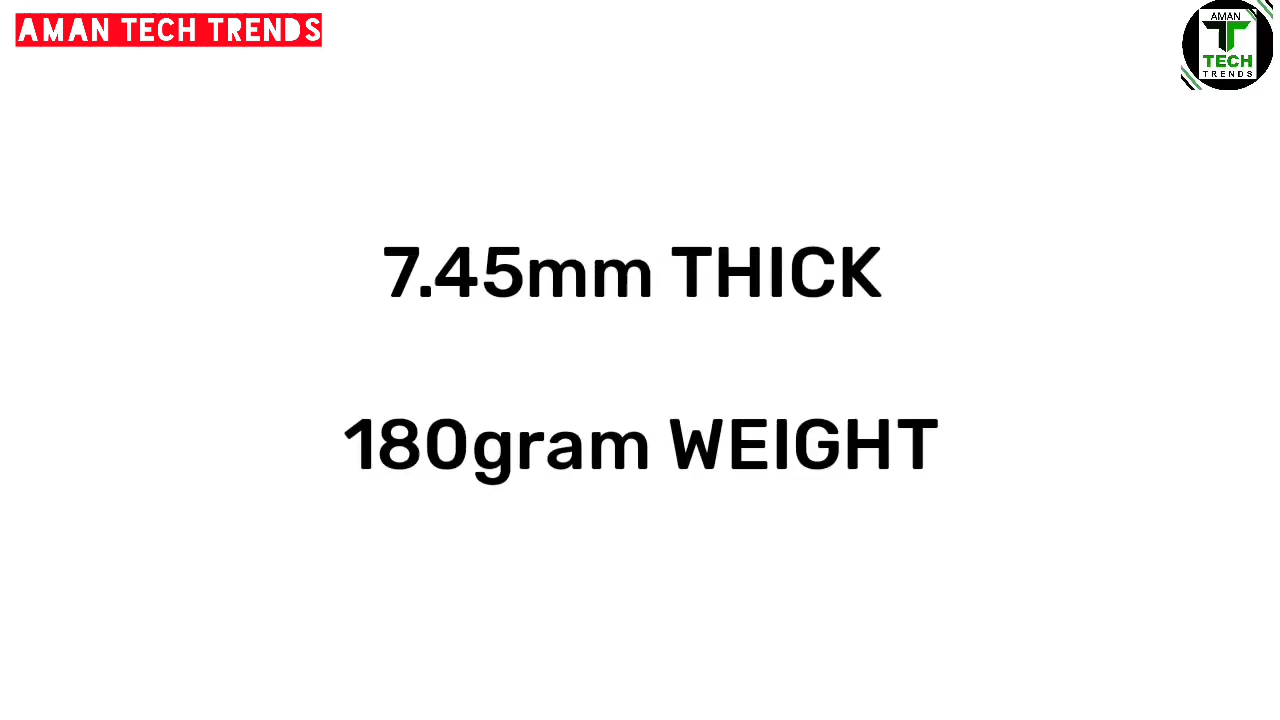 AMAN TECH TRENDS
AMAN
TECH
TRENDS
7.45mm THICK
180gram WEIGHT